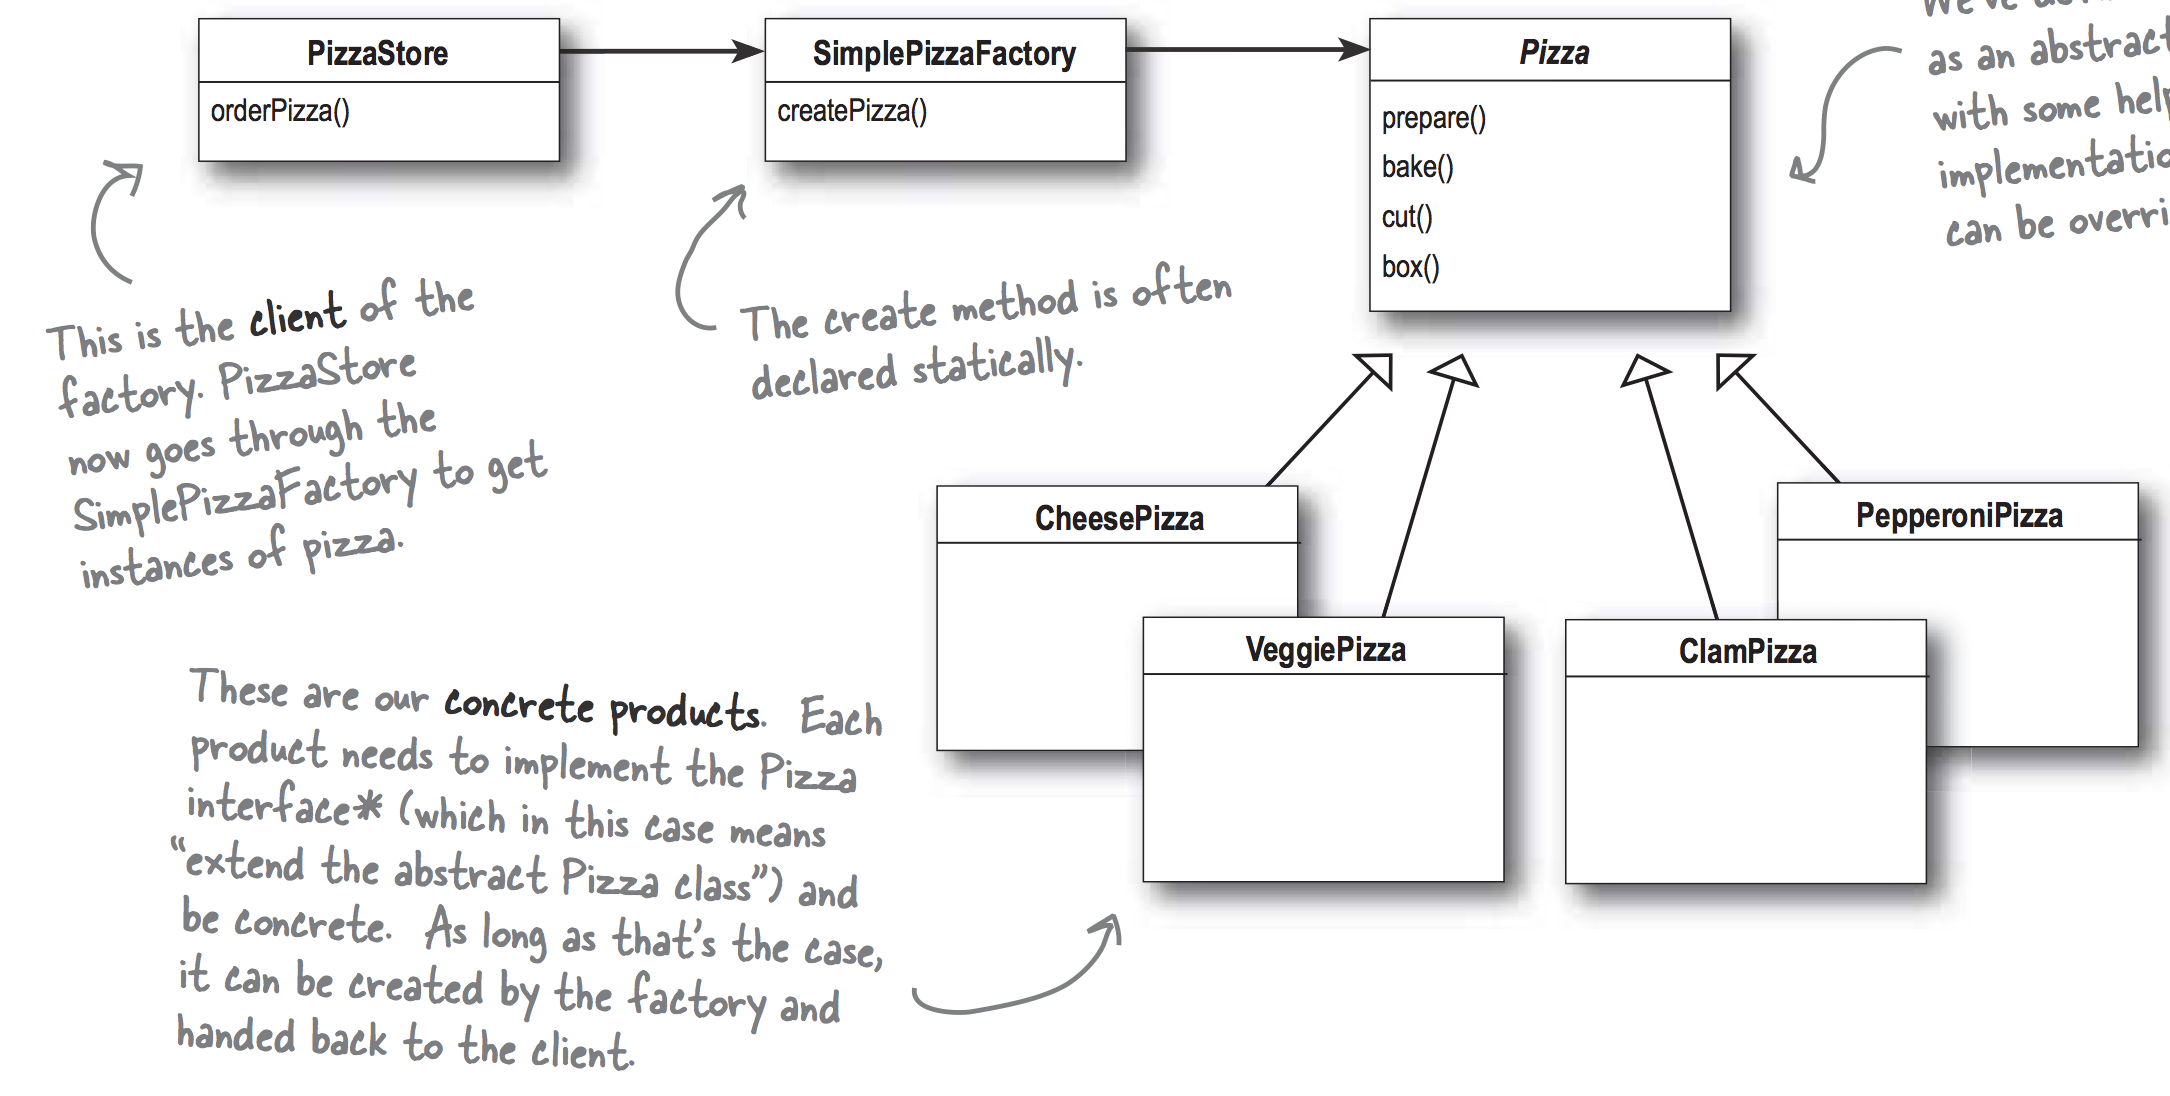 PizzaStore
orderPizza()
SimplePizzaFactory
createPizza()
Pizza
prepare()
bake()
cut()
box()
as an abstract
with some
can be
This is the client of the
factory. PizzaStore
now goes through the
SimplePizzaFactory to get
instances of pizza.
The create method is often
declared statically.
CheesePizza
VeggiePizza
ClamPizza
PepperoniPizza
These are our concrete products. Each
product needs to implement the Pizza
interface* (which in this case means
“extend the abstract Pizza class”) and
be concrete. As long as that's the case,
it can be created by the factory and
handed back to the client.